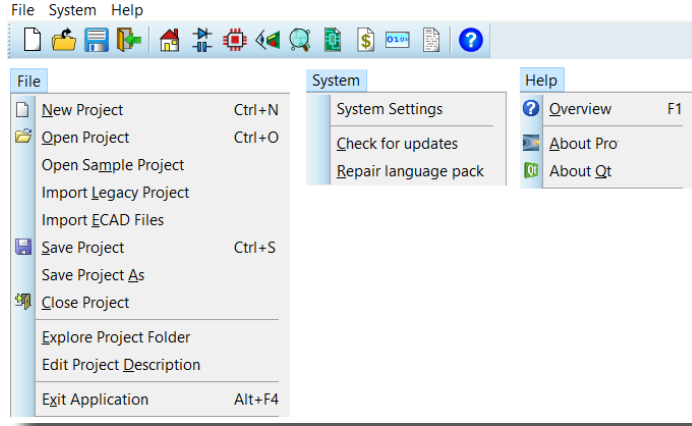 File System Help
File
New Project Ctrl+N
Open Project Ctrl+O
Open Sample Project
Import Legacy Project
Import ECAD Files
Save Project Ctrl+S
Save Project As
Close Project
Explore Project Folder
Edit Project Description
Exit Application Alt+F4
System
System Settings
Check for updates
Repair language pack
Help
Overview F1
About Pro
About Qt